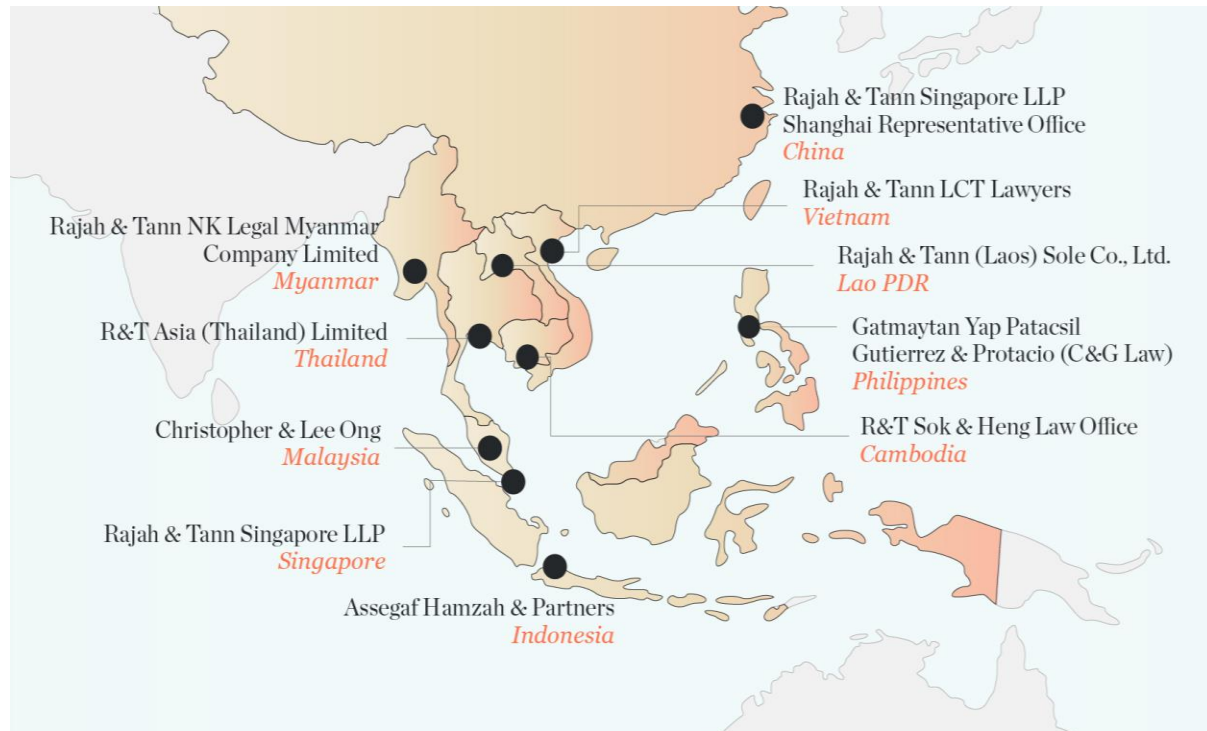 Rajah & Tann Singapore LLP
Shanghai Representative Office
China
Rajah & Tann LCT Lawyers
Vietnam
Rajah & Tann NK Legal Myanmar
Company Limited
Myanmar
Rajah & Tann (Laos) Sole Co., Ltd.
Lao PDR
R&T Asia (Thailand) Limited
Thailand
Gatmaytan Yap Patacsil
Gutierrez & Protacio (C&G Law)
Philippines
Christopher & Lee Ong
Malaysia
R&T Sok & Heng Law Office
Cambodia
Rajah & Tann Singapore LLP
Singapore
Assegaf Hamzah & Partners
Indonesia